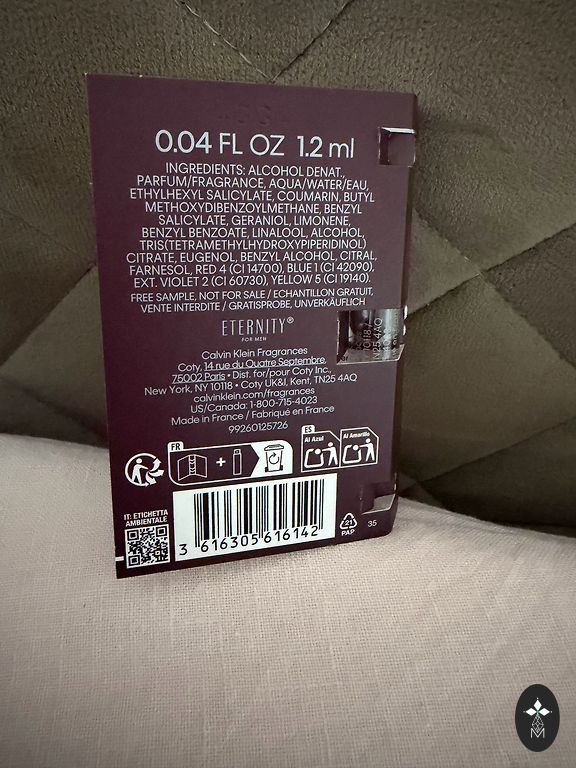 0.04 FL OZ 1.2 ml
INGREDIENTS: ALCOHOL DENAT.,
PARFUM/FRAGRANCE, AQUA/WATER/EAU,
ETHYLHEXYL SALICYLATE, COUMARIN, BUTYL
METHOXYDIBENZOYLMETHANE, BENZYL
SALICYLATE, GERANIOL, LIMONENE,
BENZYL BENZOATE, LINALOOL, ALCOHOL,
TRIS(TETRAMETHYLHYDROXYPIPERIDINOL)
CITRATE, EUGENOL, BENZYL ALCOHOL, CITRAL,
FARNESOL, RED 4 (CI 14700), BLUE 1 (CI 42090),
EXT. VIOLET 2 (CI 60730), YELLOW 5 (CI 19140).
FREE SAMPLE, NOT FOR SALE / ECHANTILLON GRATUIT,
VENTE INTERDITE / GRATISPROBE, UNVERKÄUFLICH
ETERNITY®
FOR MEN
Calvin Klein Fragrances
Coty, 14 rue du Quatre Septembre,
75002 Paris • Dist. for/pour Coty Inc.,
New York, NY 10118 • Coty UK&I, Kent, TN25 4AQ
calvinklein.com/fragrances
US/Canada: 1-800-715-4023
Made in France / Fabriqué en France
99260125726
FR
+
ES
Al Azul
Al Amarillo
IT: ETICHETTA
AMBIENTALE
3 616305 616142
21
PAP
35
TN25 4AQ
M